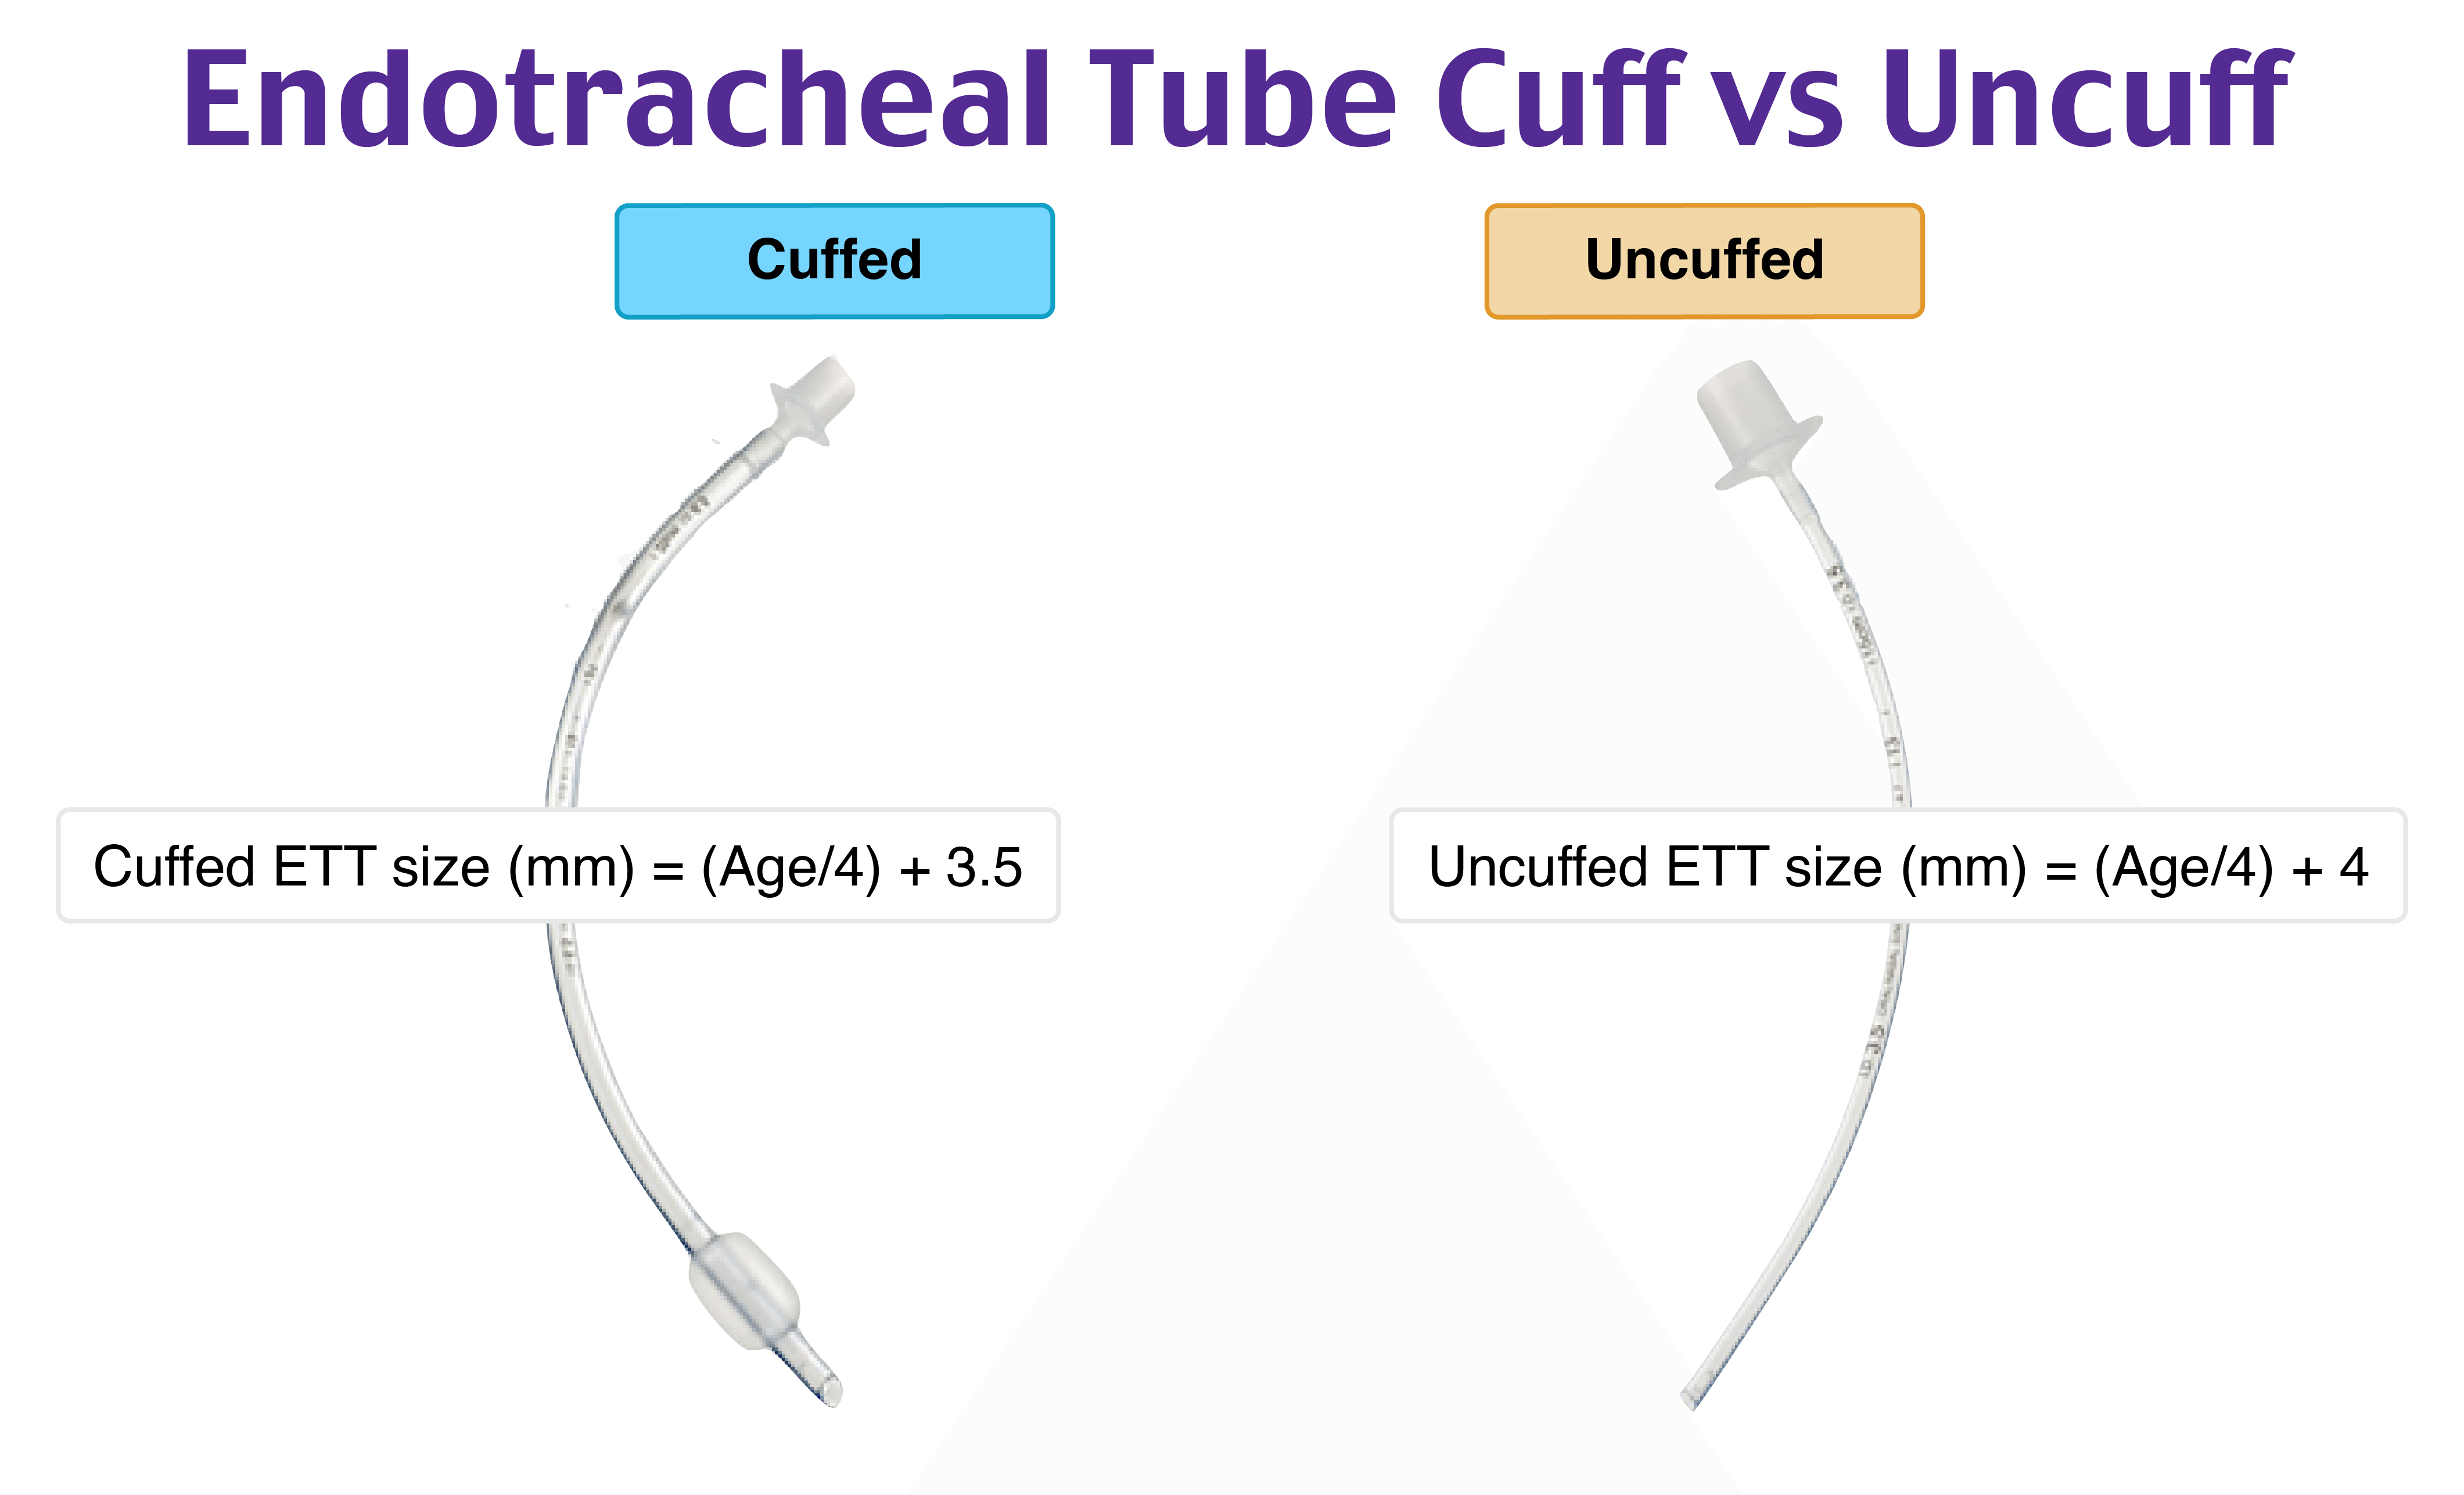 Endotracheal Tube Cuff vs Uncuff
Cuffed
Uncuffed
Cuffed ETT size (mm) = (Age/4) + 3.5
Uncuffed ETT size (mm) = (Age/4) + 4